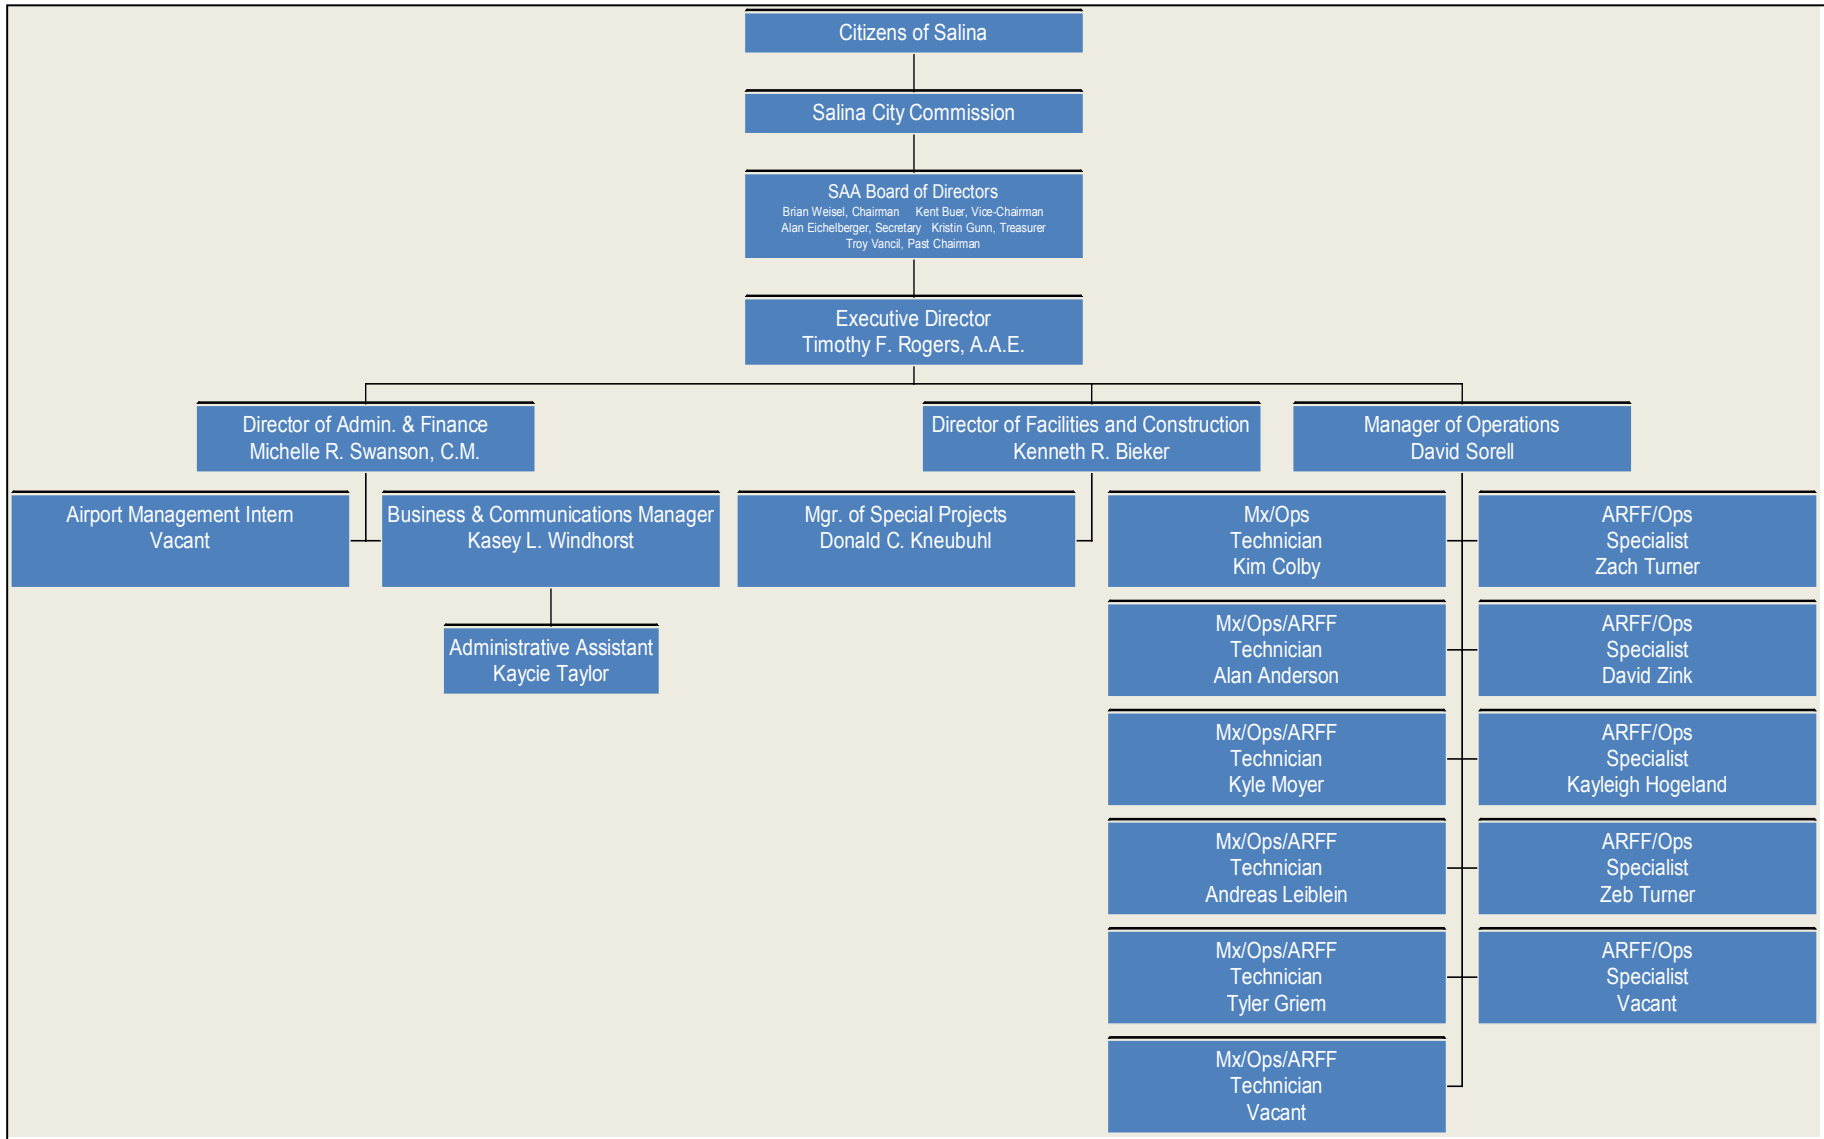 Citizens of Salina
Salina City Commission
SAA Board of Directors
Brian Weisel, Chairman Kent Buer, Vice-Chairman
Alan Eichelberger, Secretary Kristin Gunn, Treasurer
Troy Vancil, Past Chairman
Executive Director
Timothy F. Rogers, A.A.E.
Director of Admin. & Finance
Michelle R. Swanson, C.M.
Director of Facilities and Construction
Kenneth R. Bieker
Manager of Operations
David Sorell
Airport Management Intern
Vacant
Business & Communications Manager
Kasey L. Windhorst
Mgr. of Special Projects
Donald C. Kneubuhl
Mx/Ops
Technician
Kim Colby
ARFF/Ops
Specialist
Zach Turner
Administrative Assistant
Kaycie Taylor
Mx/Ops/ARFF
Technician
Alan Anderson
ARFF/Ops
Specialist
David Zink
Mx/Ops/ARFF
Technician
Kyle Moyer
ARFF/Ops
Specialist
Kayleigh Hogeland
Mx/Ops/ARFF
Technician
Andreas Leiblein
ARFF/Ops
Specialist
Zeb Turner
Mx/Ops/ARFF
Technician
Tyler Griem
ARFF/Ops
Specialist
Vacant
Mx/Ops/ARFF
Technician
Vacant